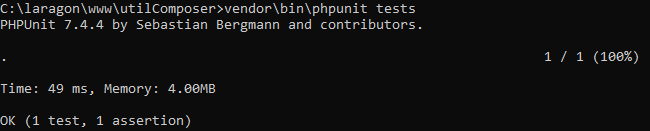 C:\laragon\www\utilComposer>vendor\bin\phpunit tests
PHPUnit 7.4.4 by Sebastian Bergmann and contributors.
. 1 / 1 (100%)
Time: 49 ms, Memory: 4.00MB
OK (1 test, 1 assertion)